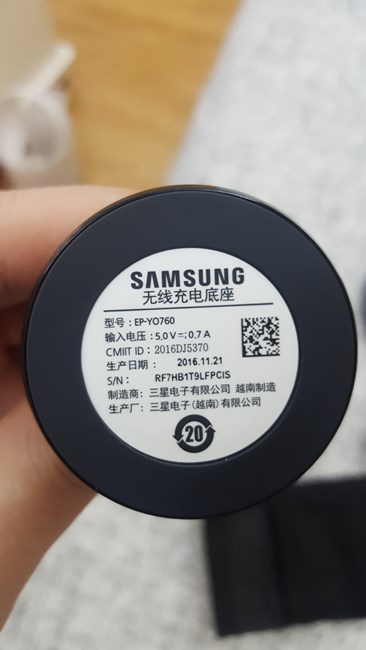 SAMSUNG
无线充电底座
型号：EP-YO760
输入电压：5.0V⎓; 0.7A
CMIIT ID：2016DJ5370
生产日期： 2016.11.21
S/N： RF7HB1T9LFPCIS
制造商：三星电子有限公司 越南制造
生产厂：三星电子(越南)有限公司
20